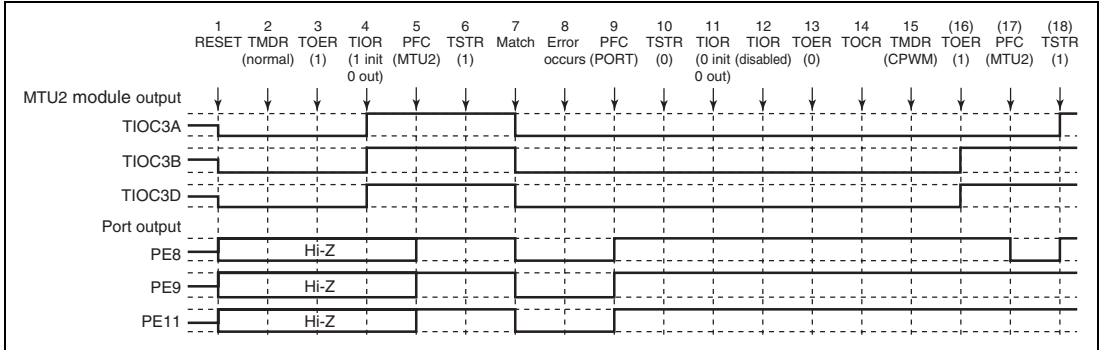 1 2 3 4 5 6 7 8 9 10 11 12 13 14 15 (16) (17) (18)
RESET TMDR TOER TIOR PFC TSTR Match Error PFC TSTR TIOR TIOR TOER TOCR TMDR TOER PFC TSTR
(normal) (1) (1 init (MTU2) (1) occurs (PORT) (0) (0 init (disabled) (0) (CPWM) (1) (MTU2) (1)
0 out) 0 out)
MTU2 module output
TIOC3A
TIOC3B
TIOC3D
Port output
PE8 Hi-Z
PE9 Hi-Z
PE11 Hi-Z